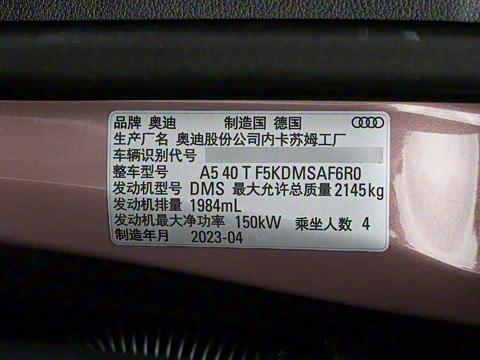 品牌 奥迪 制造国 德国
生产厂名 奥迪股份公司内卡苏姆工厂
车辆识别代号
整车型号 A5 40 T F5KDMSAF6R0
发动机型号 DMS 最大允许总质量 2145kg
发动机排量 1984mL
发动机最大净功率 150kW 乘坐人数 4
制造年月 2023-04